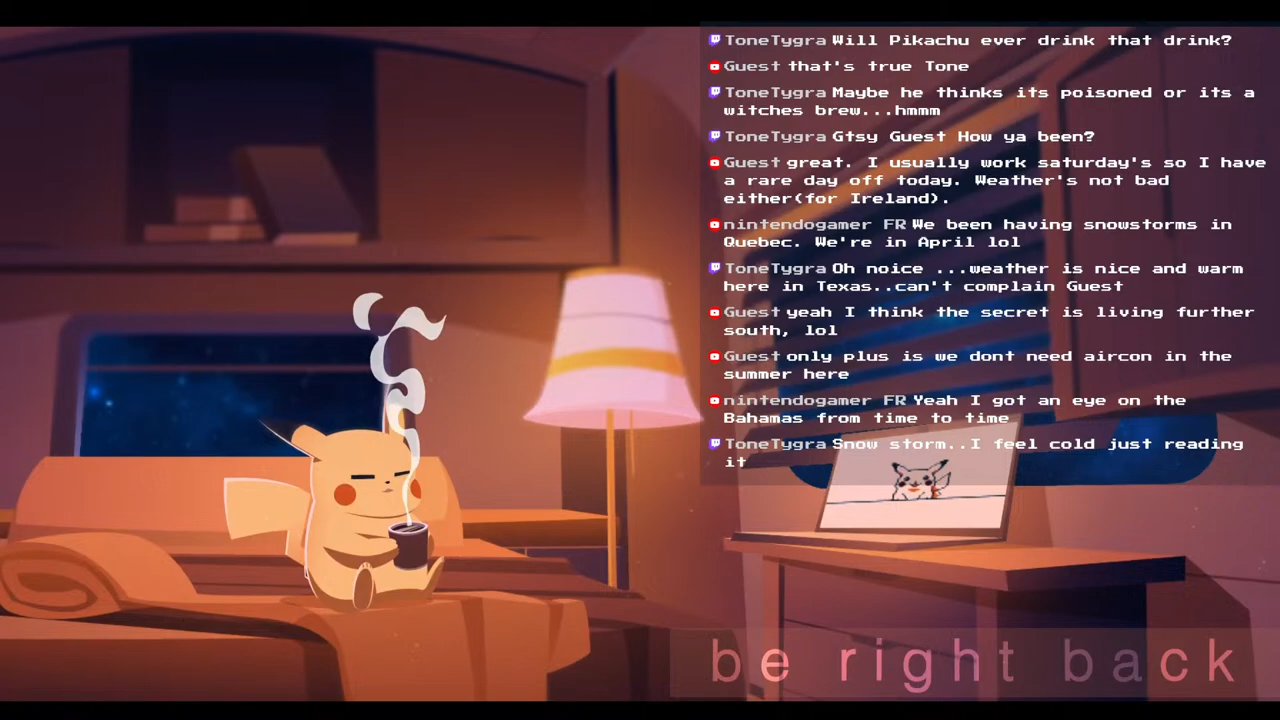 ToneTygra Will Pikachu ever drink that drink?
Guest that's true Tone
ToneTygra Maybe he thinks its poisoned or its a
witches brew...hmmm
ToneTygra Gtsy Guest How ya been?
Guest great. I usually work saturday's so I have
a rare day off today. Weather's not bad
either(for Ireland).
nintendogamer FR We been having snowstorms in
Quebec. We're in April lol
ToneTygra Oh noice ...weather is nice and warm
here in Texas..can't complain Guest
Guest yeah I think the secret is living further
south, lol
Guest only plus is we dont need aircon in the
summer here
nintendogamer FR Yeah I got an eye on the
Bahamas from time to time
ToneTygra Snow storm..I feel cold just reading
it
be right back